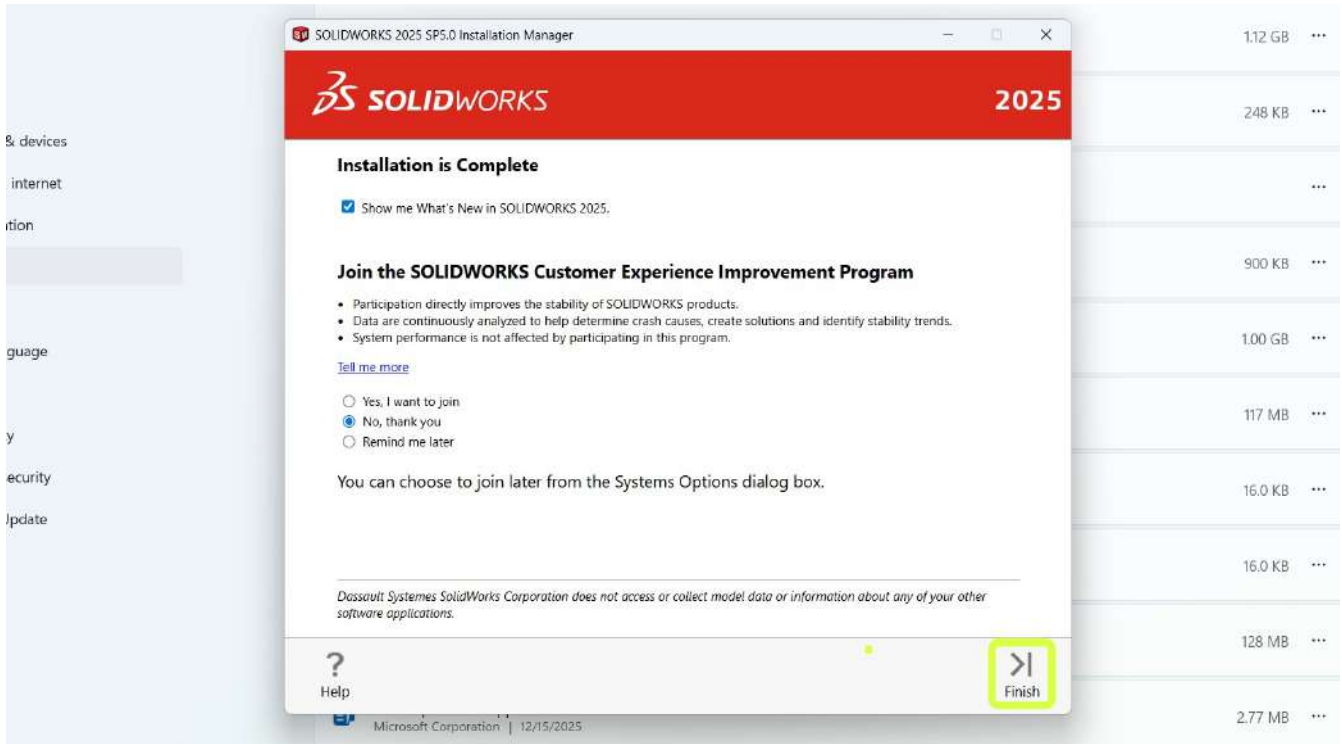 SOLIDWORKS 2025 SP5.0 Installation Manager
1.12 GB
SOLIDWORKS
2025
248 KB
& devices
Installation is Complete
internet
Show me What's New in SOLIDWORKS 2025.
ation
900 KB
Join the SOLIDWORKS Customer Experience Improvement Program
• Participation directly improves the stability of SOLIDWORKS products.
• Data are continuously analyzed to help determine crash causes, create solutions and identify stability trends.
• System performance is not affected by participating in this program.
1.00 GB
guage
Tell me more
Yes, I want to join
117 MB
No, thank you
y
Remind me later
ecurity
You can choose to join later from the Systems Options dialog box.
16.0 KB
Update
16.0 KB
Dassault Systemes SolidWorks Corporation does not access or collect model data or information about any of your other
software applications.
128 MB
? 
Help
Finish
2.77 MB
Microsoft Corporation | 12/15/2025